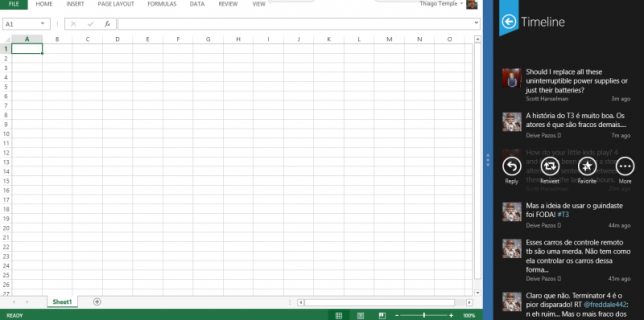 FILE HOME INSERT PAGE LAYOUT FORMULAS DATA REVIEW VIEW Thiago Temple
A1 fx
A B C D E F G H I J K L M N O
1
2
3
4
5
6
7
8
9
10
11
12
13
14
15
16
17
18
19
20
21
22
23
24
25
26
27
Sheet1
READY 100%
Timeline
Should I replace all these
uninterruptible power supplies or
just their batteries?
Scott Hanselman 3m ago
A história do T3 é muito boa. Os
atores é que são fracos demais....
Deive Pazos 7m ago
How do your little kids play? 4
Reply Retweet Favorite More
Mas a ideia de usar o guindaste
foi FODA! #T3
Deive Pazos 44m ago
Esses carros de controle remoto
tb são uma merda. Não tem como
ela controlar os carros dessa
forma...
Deive Pazos 45m ago
Claro que não. Terminator 4 é o
pior disparado! RT @freddale442:
n eh ruim... Mas o mais fraco dos